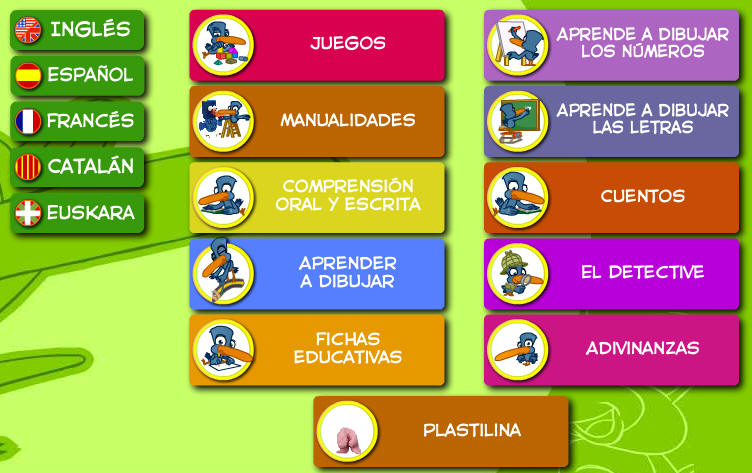 INGLÉS
ESPAÑOL
FRANCÉS
CATALÁN
EUSKARA
JUEGOS
MANUALIDADES
COMPRENSIÓN
ORAL Y ESCRITA
APRENDER
A DIBUJAR
FICHAS
EDUCATIVAS
APRENDE A DIBUJAR
LOS NÚMEROS
APRENDE A DIBUJAR
LAS LETRAS
CUENTOS
EL DETECTIVE
ADIVINANZAS
PLASTILINA